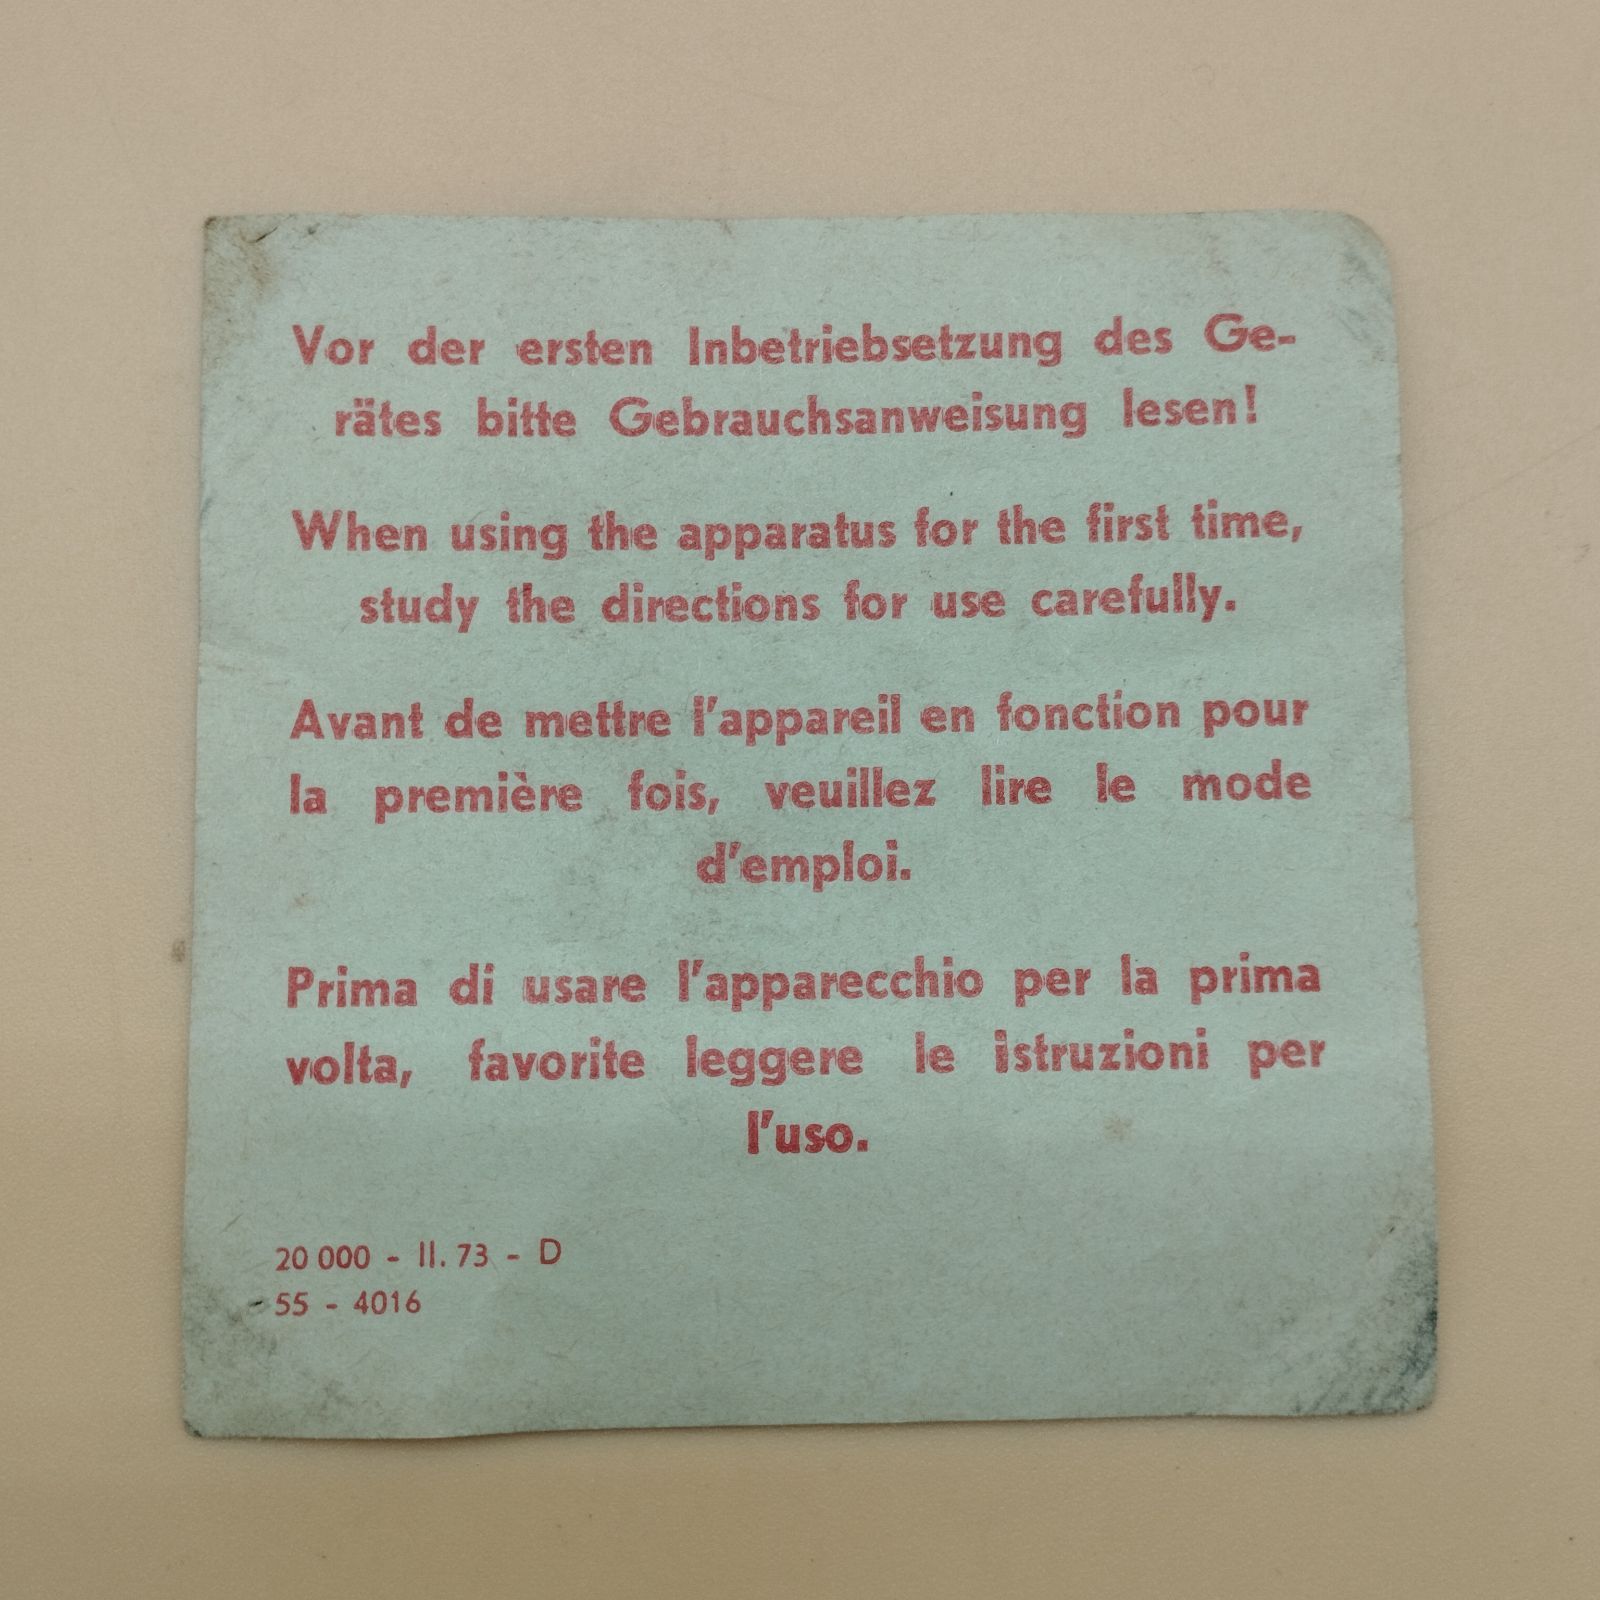 Vor der ersten Inbetriebsetzung des Ge-
rätes bitte Gebrauchsanweisung lesen!
When using the apparatus for the first time,
study the directions for use carefully.
Avant de mettre l'appareil en fonction pour
la première fois, veuillez lire le mode
d'emploi.
Prima di usare l'apparecchio per la prima
volta, favorite leggere le istruzioni per
l'uso.
20 000 - II. 73 - D
55 - 4016